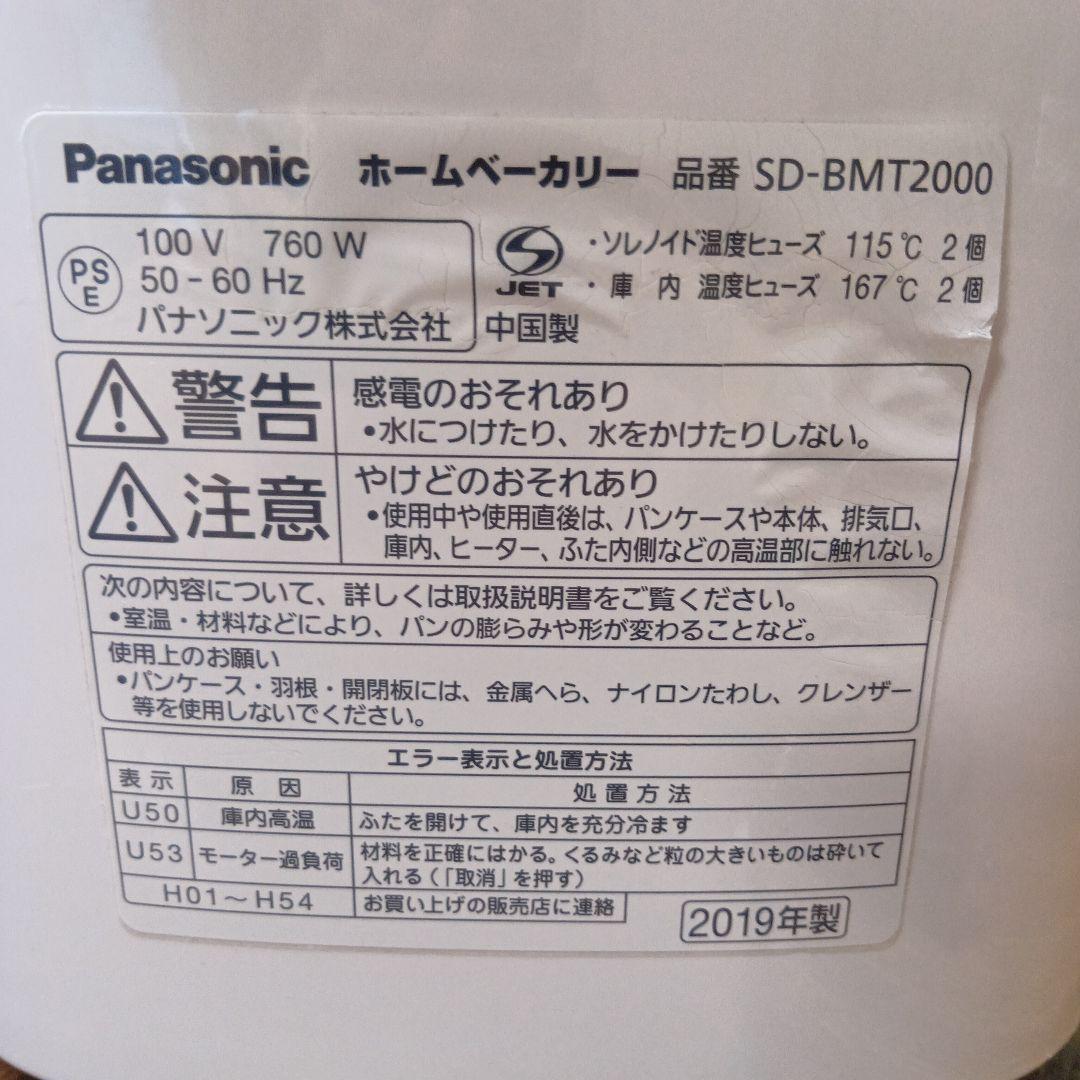 Panasonic ホームベーカリー 品番 SD-BMT2000
PS E
100 V 760 W
50-60 Hz
パナソニック株式会社
JET
・ソレノイド温度ヒューズ 115℃ 2個
・庫内 温度ヒューズ 167℃ 2個
中国製
警告
感電のおそれあり
•水につけたり、水をかけたりしない。
注意
やけどのおそれあり
•使用中や使用直後は、パンケースや本体、排気口、
庫内、ヒーター、ふた内側などの高温部に触れない。
次の内容について、詳しくは取扱説明書をご覧ください。
•室温・材料などにより、パンの膨らみや形が変わることなど。
使用上のお願い
•パンケース・羽根・開閉板には、金属へら、ナイロンたわし、クレンザー
等を使用しないでください。
エラー表示と処置方法
表示 原因 処置方法
U50 庫内高温 ふたを開けて、庫内を充分冷ます
U53 モーター過負荷 材料を正確にはかる。くるみなど粒の大きいものは砕いて
入れる(「取消」を押す)
H01～H54 お買い上げの販売店に連絡
2019年製